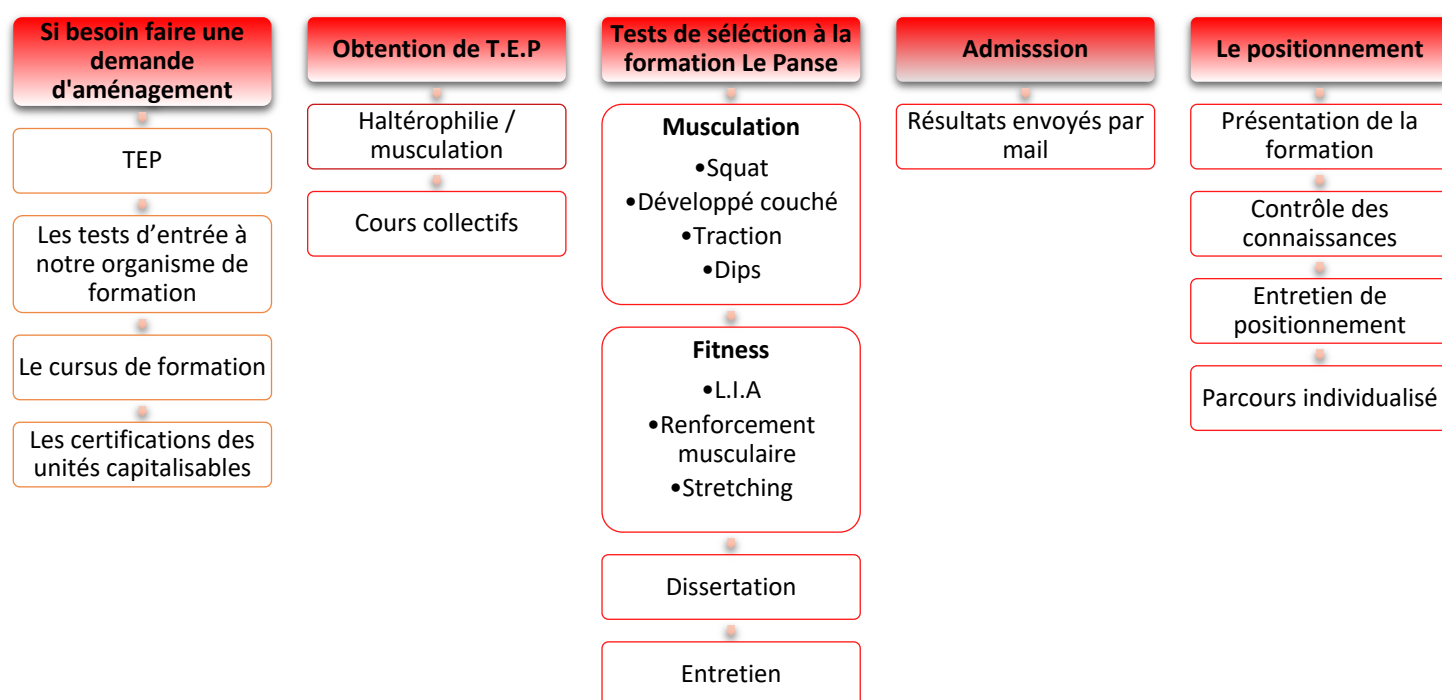 Si besoin faire une
demande
d'aménagement
TEP
Les tests d’entrée à
notre organisme de
formation
Le cursus de formation
Les certifications des
unités capitalisables
Obtention de T.E.P
Haltérophilie /
musculation
Cours collectifs
Tests de séléction à la
formation Le Panse
Musculation
•Squat
•Développé couché
•Traction
•Dips
Fitness
•L.I.A
•Renforcement
musculaire
•Stretching
Dissertation
Entretien
Admisssion
Résultats envoyés par
mail
Le positionnement
Présentation de la
formation
Contrôle des
connaissances
Entretien de
positionnement
Parcours individualisé